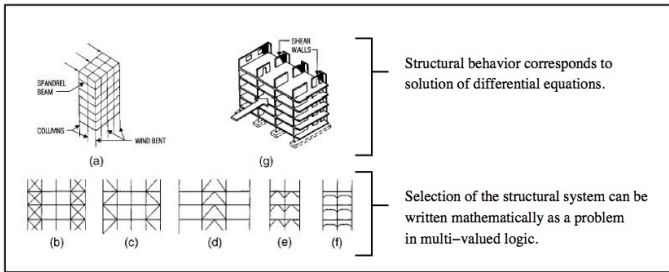 SHEAR
WALLS
SPANDREL
BEAM
COLUMNS
WIND BENT
(a)
(g)
Structural behavior corresponds to
solution of differential equations.
(b) (c) (d) (e) (f)
Selection of the structural system can be
written mathematically as a problem
in multi–valued logic.